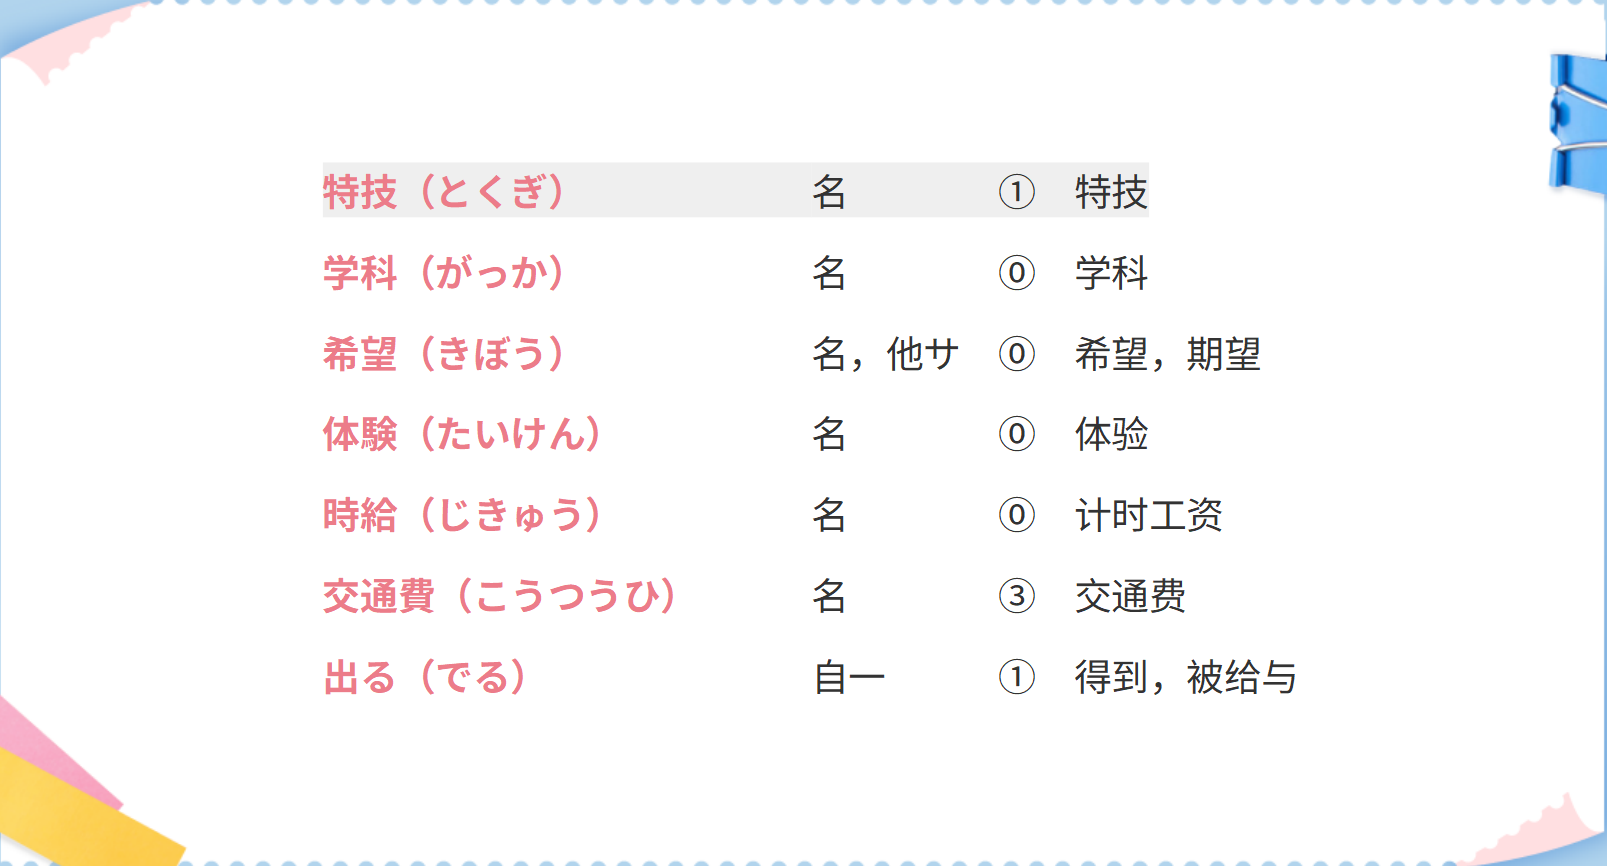 特技（とくぎ） 名 ① 特技
学科（がっか） 名 ⓪ 学科
希望（きぼう） 名，他サ ⓪ 希望，期望
体験（たいけん） 名 ⓪ 体验
時給（じきゅう） 名 ⓪ 计时工资
交通費（こうつうひ） 名 ③ 交通费
出る（でる） 自一 ① 得到，被给与